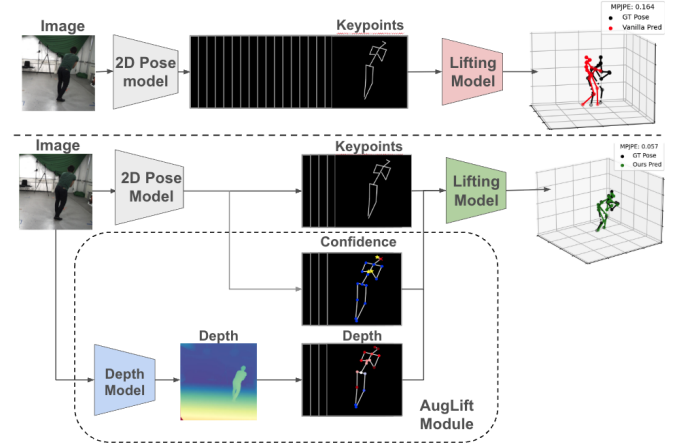 Image
Keypoints
MPJPE: 0.164
GT Pose
Vanilla Pred
2D Pose
model
Lifting
Model
Image
Keypoints
MPJPE: 0.057
GT Pose
Ours Pred
2D Pose
Model
Lifting
Model
Confidence
Depth
Depth
Depth
Model
AugLift
Module